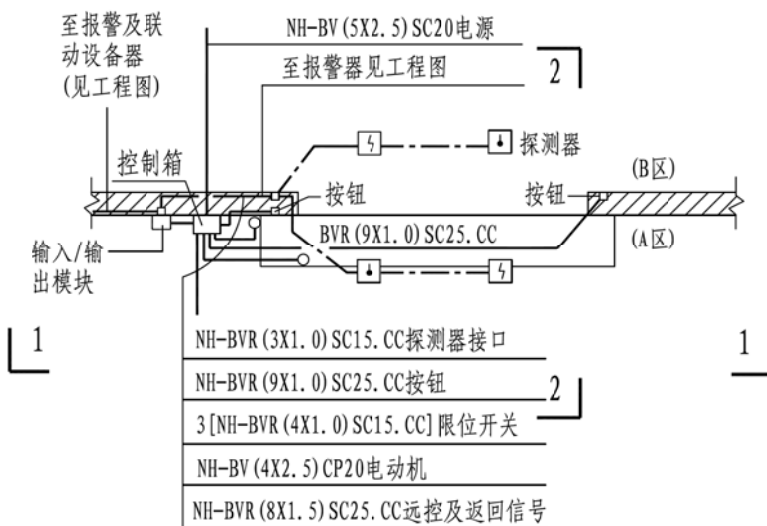 至报警及联
动设备器
(见工程图)
NH-BV(5X2.5)SC20电源
至报警器见工程图
2
探测器
控制箱
按钮
按钮
(B区)
(A区)
BVR(9X1.0)SC25.CC
输入/输
出模块
1
1
NH-BVR(3X1.0)SC15.CC探测器接口
NH-BVR(9X1.0)SC25.CC按钮
2
3[NH-BVR(4X1.0)SC15.CC]限位开关
NH-BV(4X2.5)CP20电动机
NH-BVR(8X1.5)SC25.CC远控及返回信号